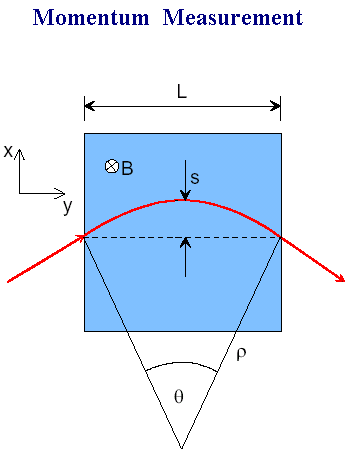 Momentum Measurement
L
x
B
s
y
ρ
θ